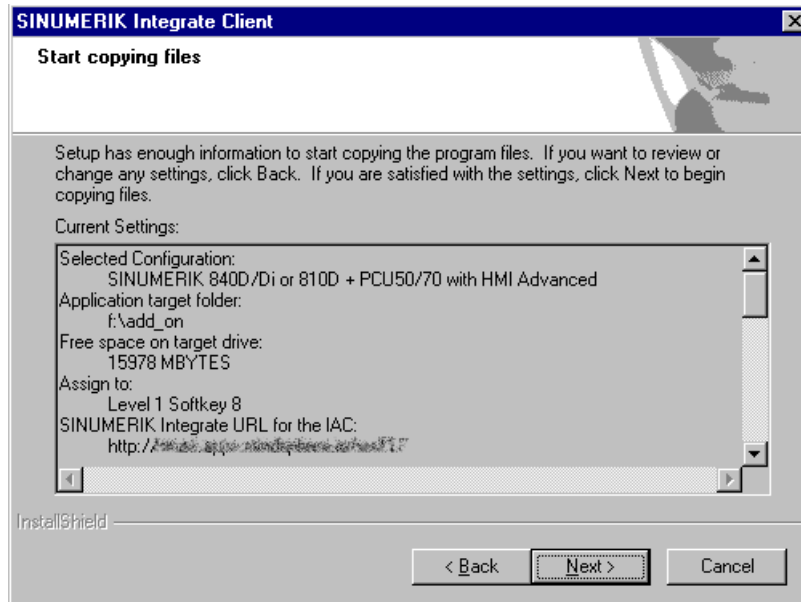 SINUMERIK Integrate Client
Start copying files
Setup has enough information to start copying the program files. If you want to review or
change any settings, click Back. If you are satisfied with the settings, click Next to begin
copying files.
Current Settings:
Selected Configuration:
SINUMERIK 840D/Di or 810D + PCU50/70 with HMI Advanced
Application target folder:
f:\add_on
Free space on target drive:
15978 MBYTES
Assign to:
Level 1 Softkey 8
SINUMERIK Integrate URL for the IAC:
http://
InstallShield
< Back
Next >
Cancel